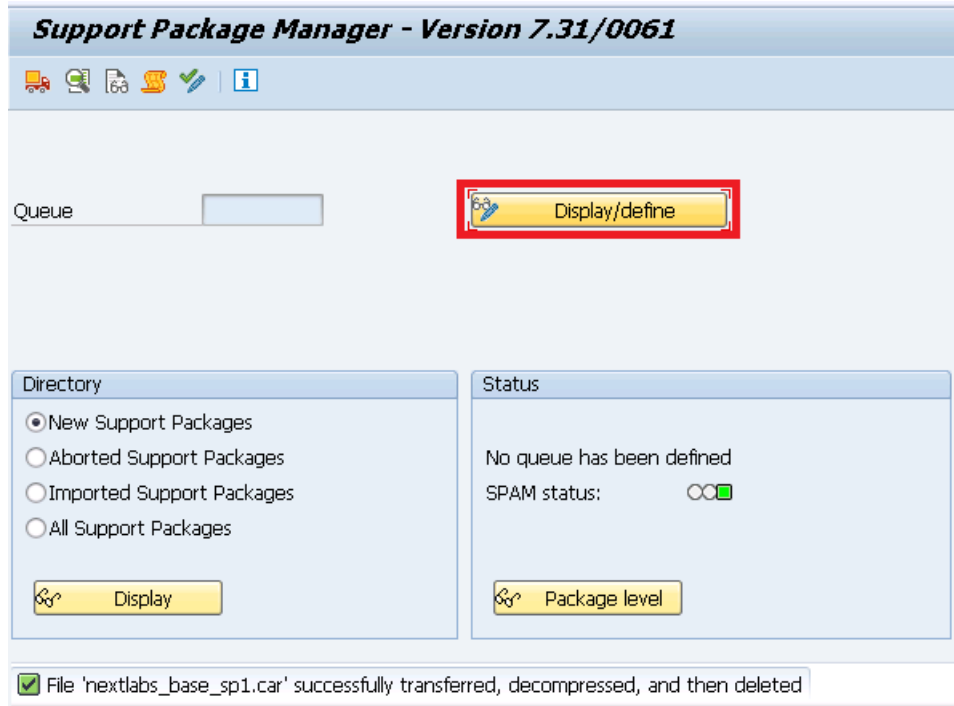 Support Package Manager - Version 7.31/0061
Queue
Display/define
Directory
New Support Packages
Aborted Support Packages
Imported Support Packages
All Support Packages
Display
Status
No queue has been defined
SPAM status:
Package level
File 'nextlabs_base_sp1.car' successfully transferred, decompressed, and then deleted